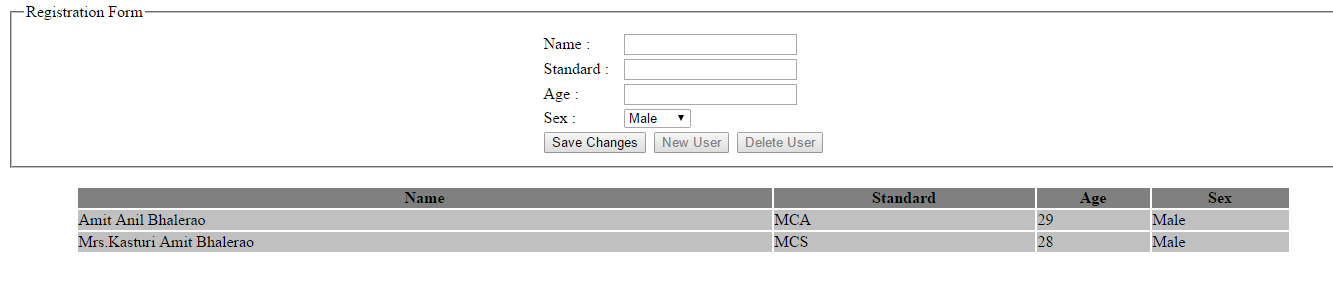 Registration Form
Name :
Standard :
Age :
Sex : Male
Save Changes New User Delete User
Name Standard Age Sex
Amit Anil Bhalerao MCA 29 Male
Mrs.Kasturi Amit Bhalerao MCS 28 Male